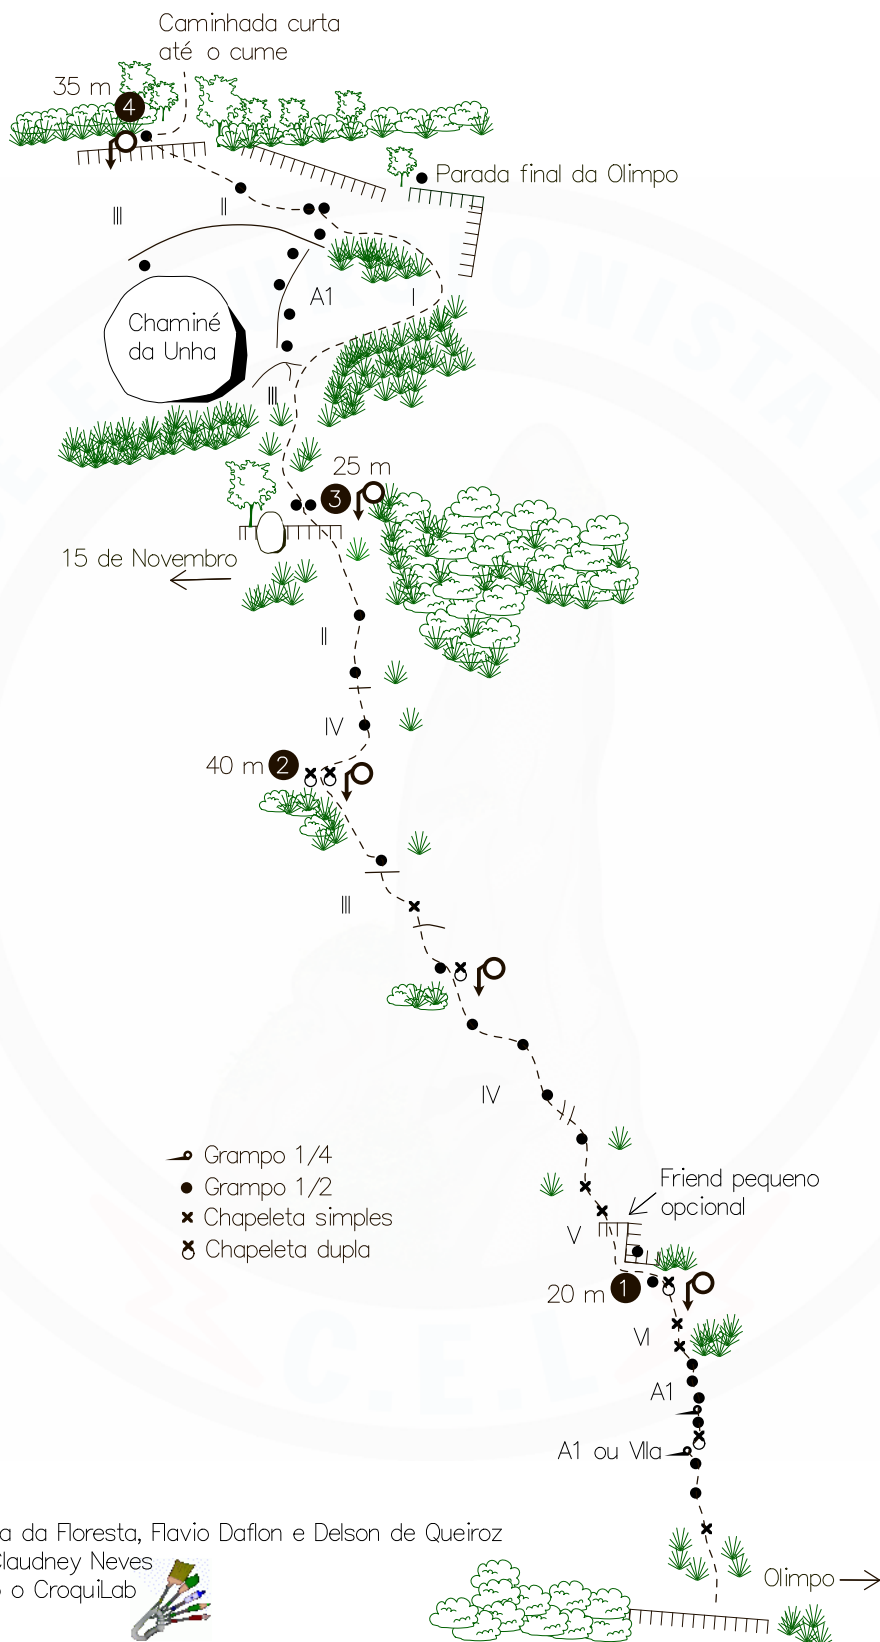 Caminhada curta
até o cume
35 m
4
Parada final da Olimpo
III
II
A1
I
Chaminé
da Unha
III
25 m
3
15 de Novembro
II
IV
40 m 2
III
IV
Grampo 1/4
Grampo 1/2
Chapeleta simples
Chapeleta dupla
Friend pequeno
opcional
V
20 m 1
VI
A1
A1 ou VIIa
a da Floresta, Flavio Daflon e Delson de Queiroz
Claudney Neves
o CroquiLab
Olimpo
C.E.L